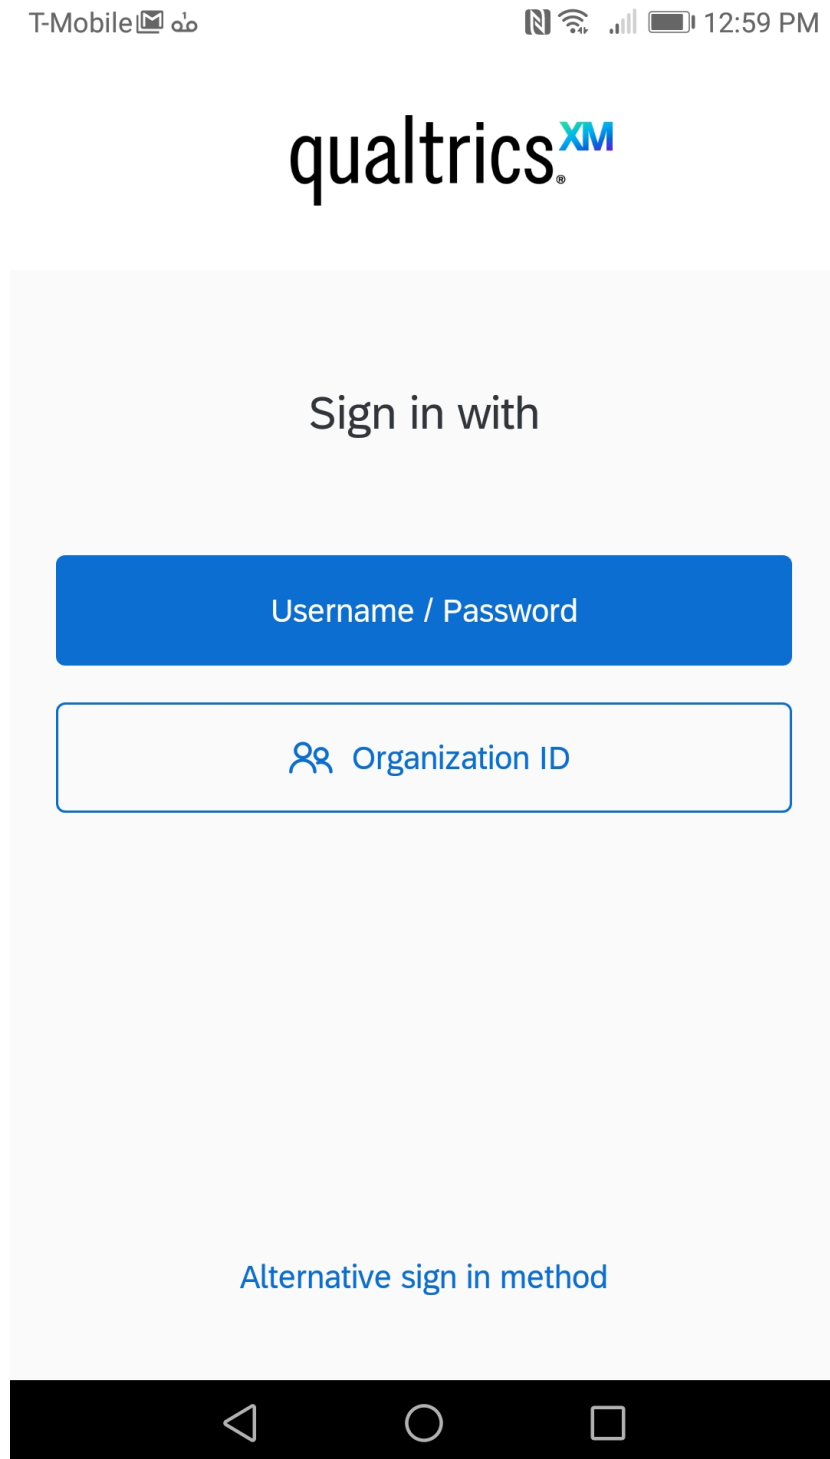 T-Mobile 12:59 PM
qualtrics.XM
®
Sign in with
Username / Password
Organization ID
Alternative sign in method